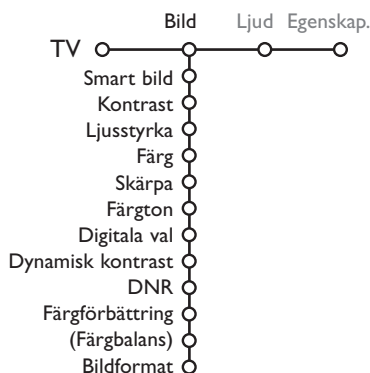 Bild Ljud Egenskap.
TV
Smart bild
Kontrast
Ljusstyrka
Färg
Skärpa
Färgton
Digitala val
Dynamisk kontrast
DNR
Färgförbättring
(Färgbalans)
Bildformat